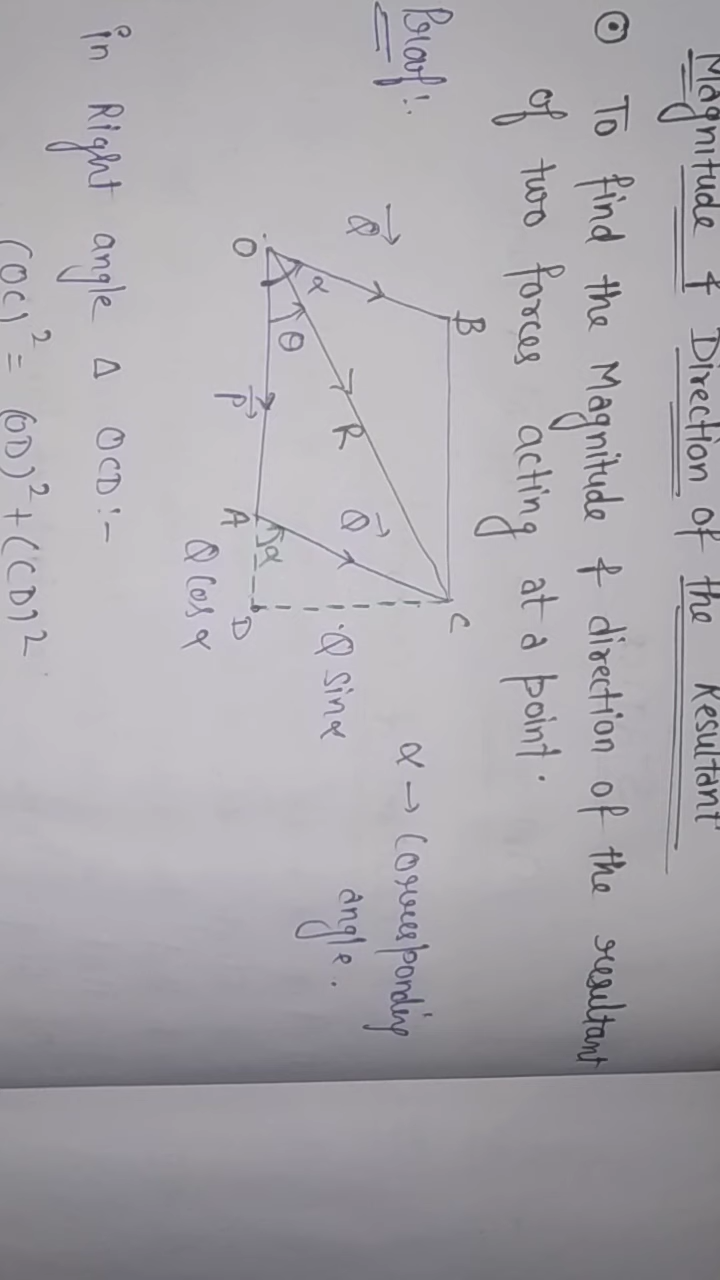 Magnitude & Direction of the Resultant
⊙ To find the Magnitude & direction of the resultant
of two forces acting at a point.
Proof:-
B
C
Q⃗
α
R
Q⃗
Q sinα
α → Corresponding
angle.
O
θ
P⃗
A
α
D
Q Cos α
in Right angle Δ OCD:-
(OC)² = (OD)² + (CD)²